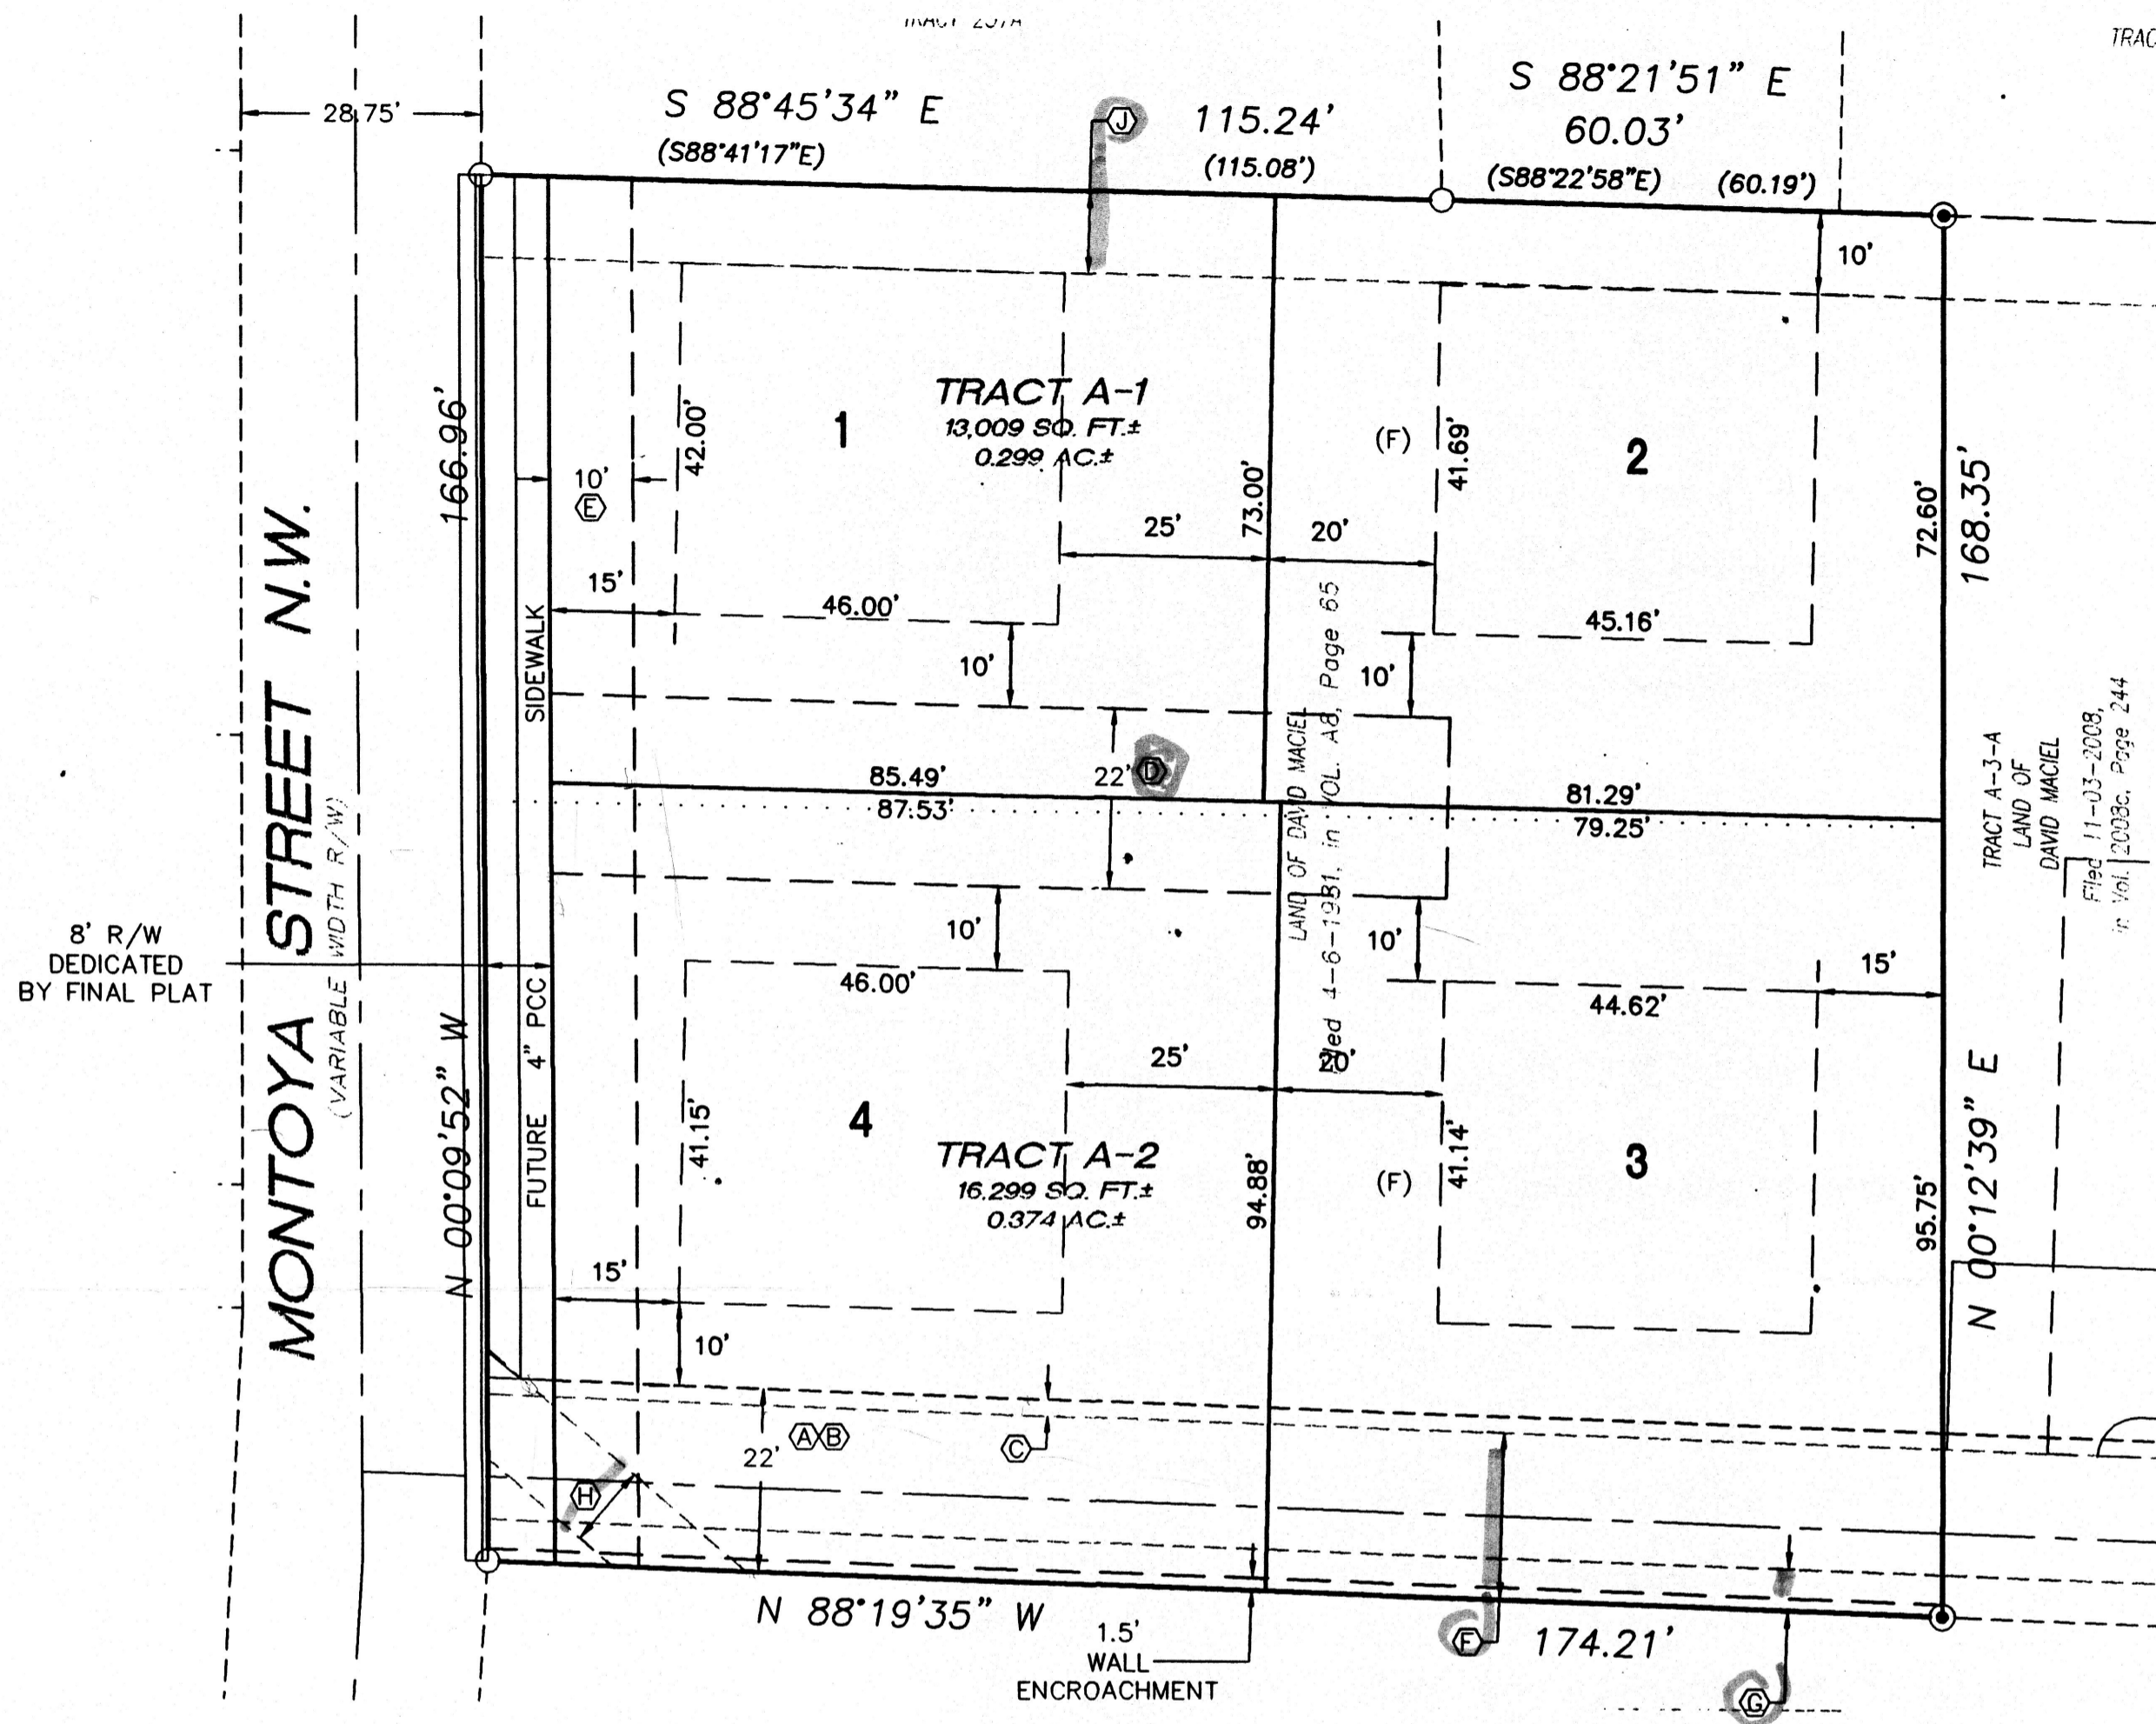 28.75'
S 88°45'34" E
(S88°41'17"E)
J
115.24'
(115.08')
S 88°21'51" E
60.03'
(S88°22'58"E) (60.19')
10'
TRACT A-1
13,009 SQ. FT.±
0.299 AC.±
1
2
42.00'
(F)
41.69'
166.96'
10'
E
73.00'
72.60'
168.35'
25'
20'
15'
46.00'
45.16'
10'
10'
SIDEWALK
MONTOYA STREET N.W.
(VARIABLE WIDTH R/W)
LAND OF DAVID MACIEL
Filed 4-6-1981, in VOL. A8, Page 65
TRACT A-3-A
LAND OF
DAVID MACIEL
Filed 11-03-2008,
in Vol. 2008c, Page 244
85.49'
22'
D
81.29'
87.53'
79.25'
8' R/W
DEDICATED
BY FINAL PLAT
10'
10'
15'
46.00'
44.62'
FUTURE 4" PCC
N 00°09'52" W
25'
20'
41.15'
4
TRACT A-2
16,299 SQ. FT.±
0.374 AC.±
(F)
41.14'
3
94.88'
95.75'
N 00°12'39" E
15'
10'
A B
C
22'
H
N 88°19'35" W
1.5'
WALL
ENCROACHMENT
F
174.21'
G